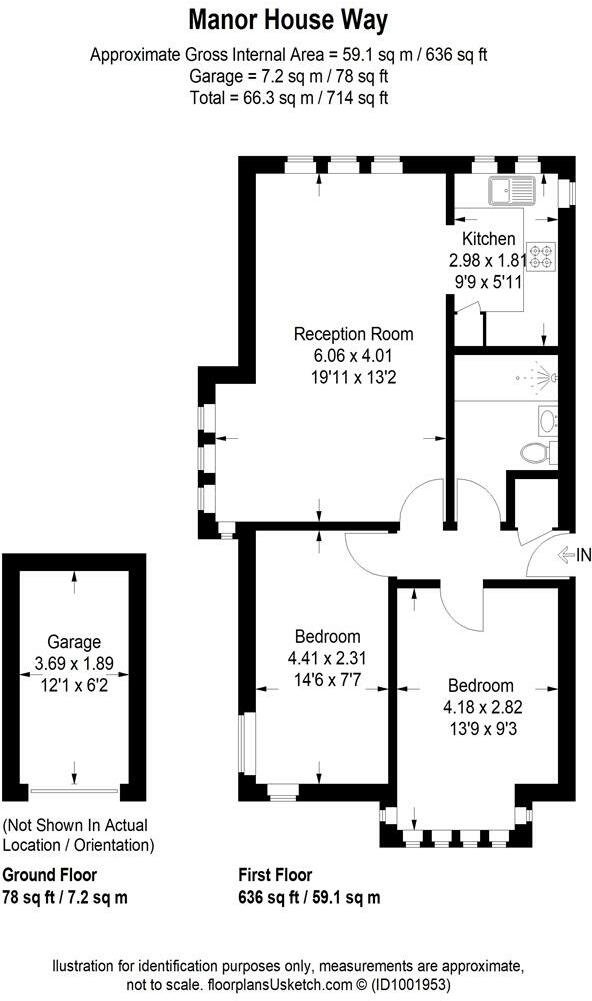 Manor House Way
Approximate Gross Internal Area = 59.1 sq m / 636 sq ft
Garage = 7.2 sq m / 78 sq ft
Total = 66.3 sq m / 714 sq ft
Kitchen
2.98 x 1.81
9'9 x 5'11
Reception Room
6.06 x 4.01
19'11 x 13'2
IN
Garage
3.69 x 1.89
12'1 x 6'2
Bedroom
4.41 x 2.31
14'6 x 7'7
Bedroom
4.18 x 2.82
13'9 x 9'3
(Not Shown In Actual
Location / Orientation)
Ground Floor
78 sq ft / 7.2 sq m
First Floor
636 sq ft / 59.1 sq m
Illustration for identification purposes only, measurements are approximate,
not to scale. floorplansUsketch.com © (ID1001953)